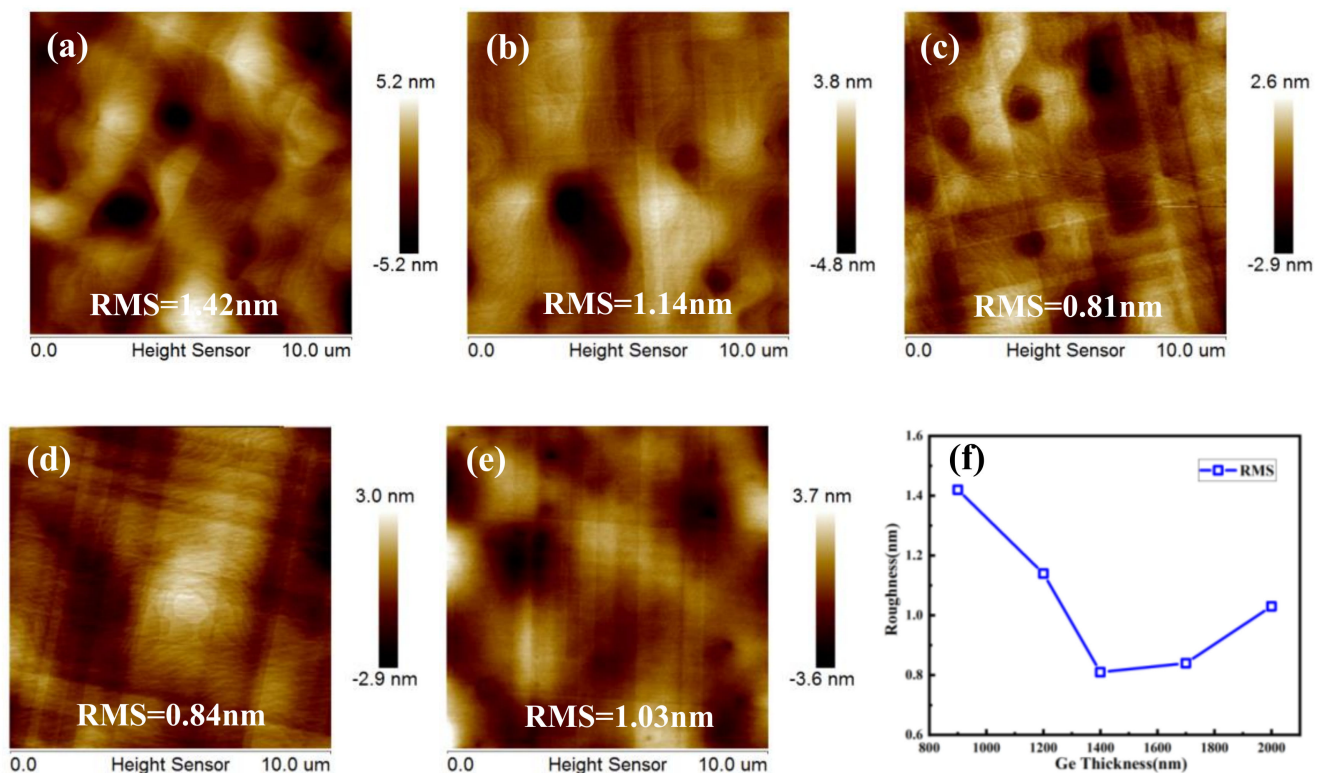 (a)
5.2 nm
-5.2 nm
RMS=1.42nm
0.0 Height Sensor 10.0 um
(b)
3.8 nm
-4.8 nm
RMS=1.14nm
0.0 Height Sensor 10.0 um
(c)
2.6 nm
-2.9 nm
RMS=0.81nm
0.0 Height Sensor 10.0 um
(d)
3.0 nm
-2.9 nm
RMS=0.84nm
0.0 Height Sensor 10.0 um
(e)
3.7 nm
-3.6 nm
RMS=1.03nm
0.0 Height Sensor 10.0 um
(f)
RMS
1.6
1.4
1.2
1.0
0.8
0.6
Roughness(nm)
800 1000 1200 1400 1600 1800 2000
Ge Thickness(nm)